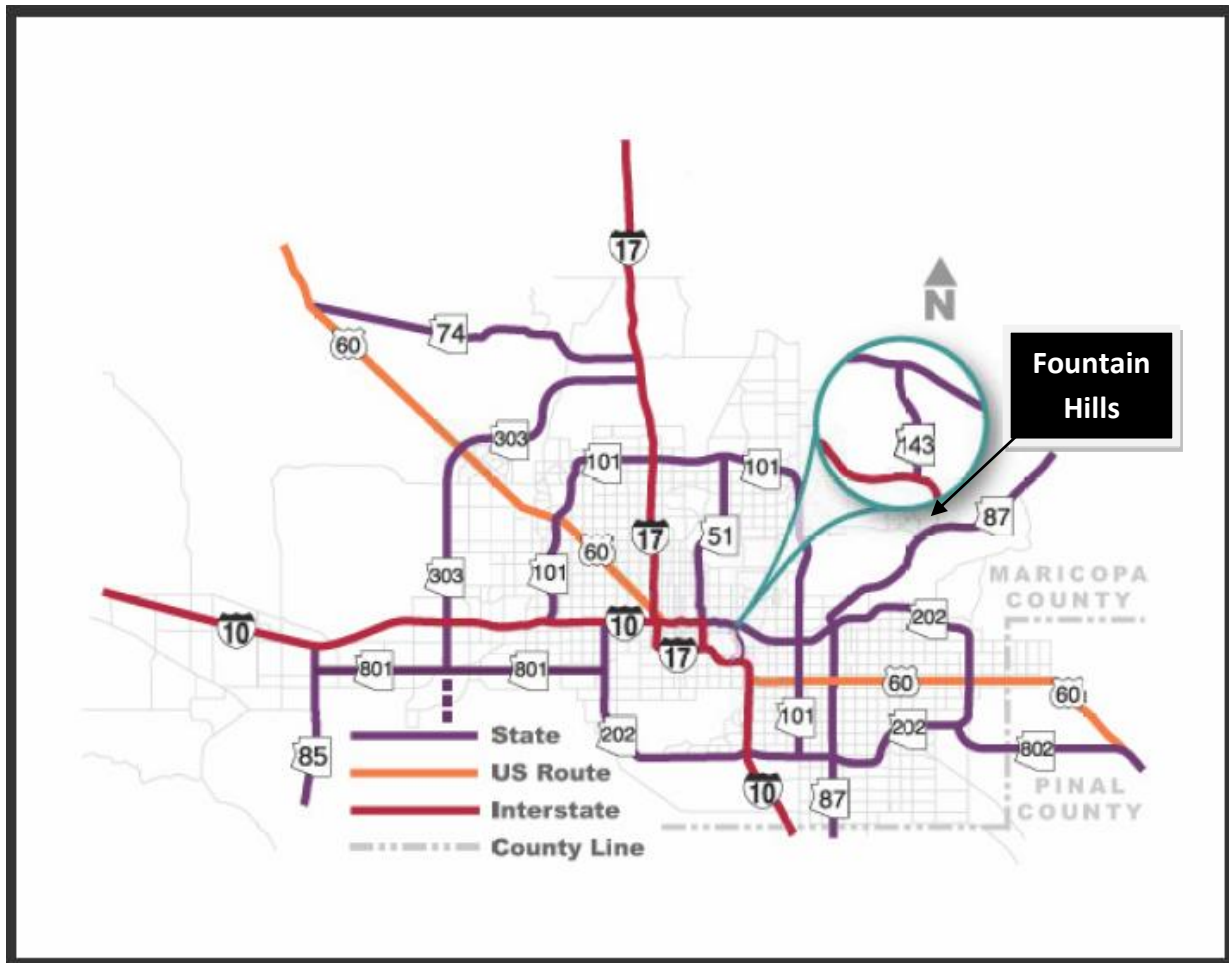 17
N
Fountain
Hills
74
60
143
303
101
101
87
17
51
60
303
101
MARICOPA
COUNTY
10
10
202
17
801
801
60
60
101
202
202
802
State
85
US Route
10
87
PINAL
COUNTY
Interstate
County Line